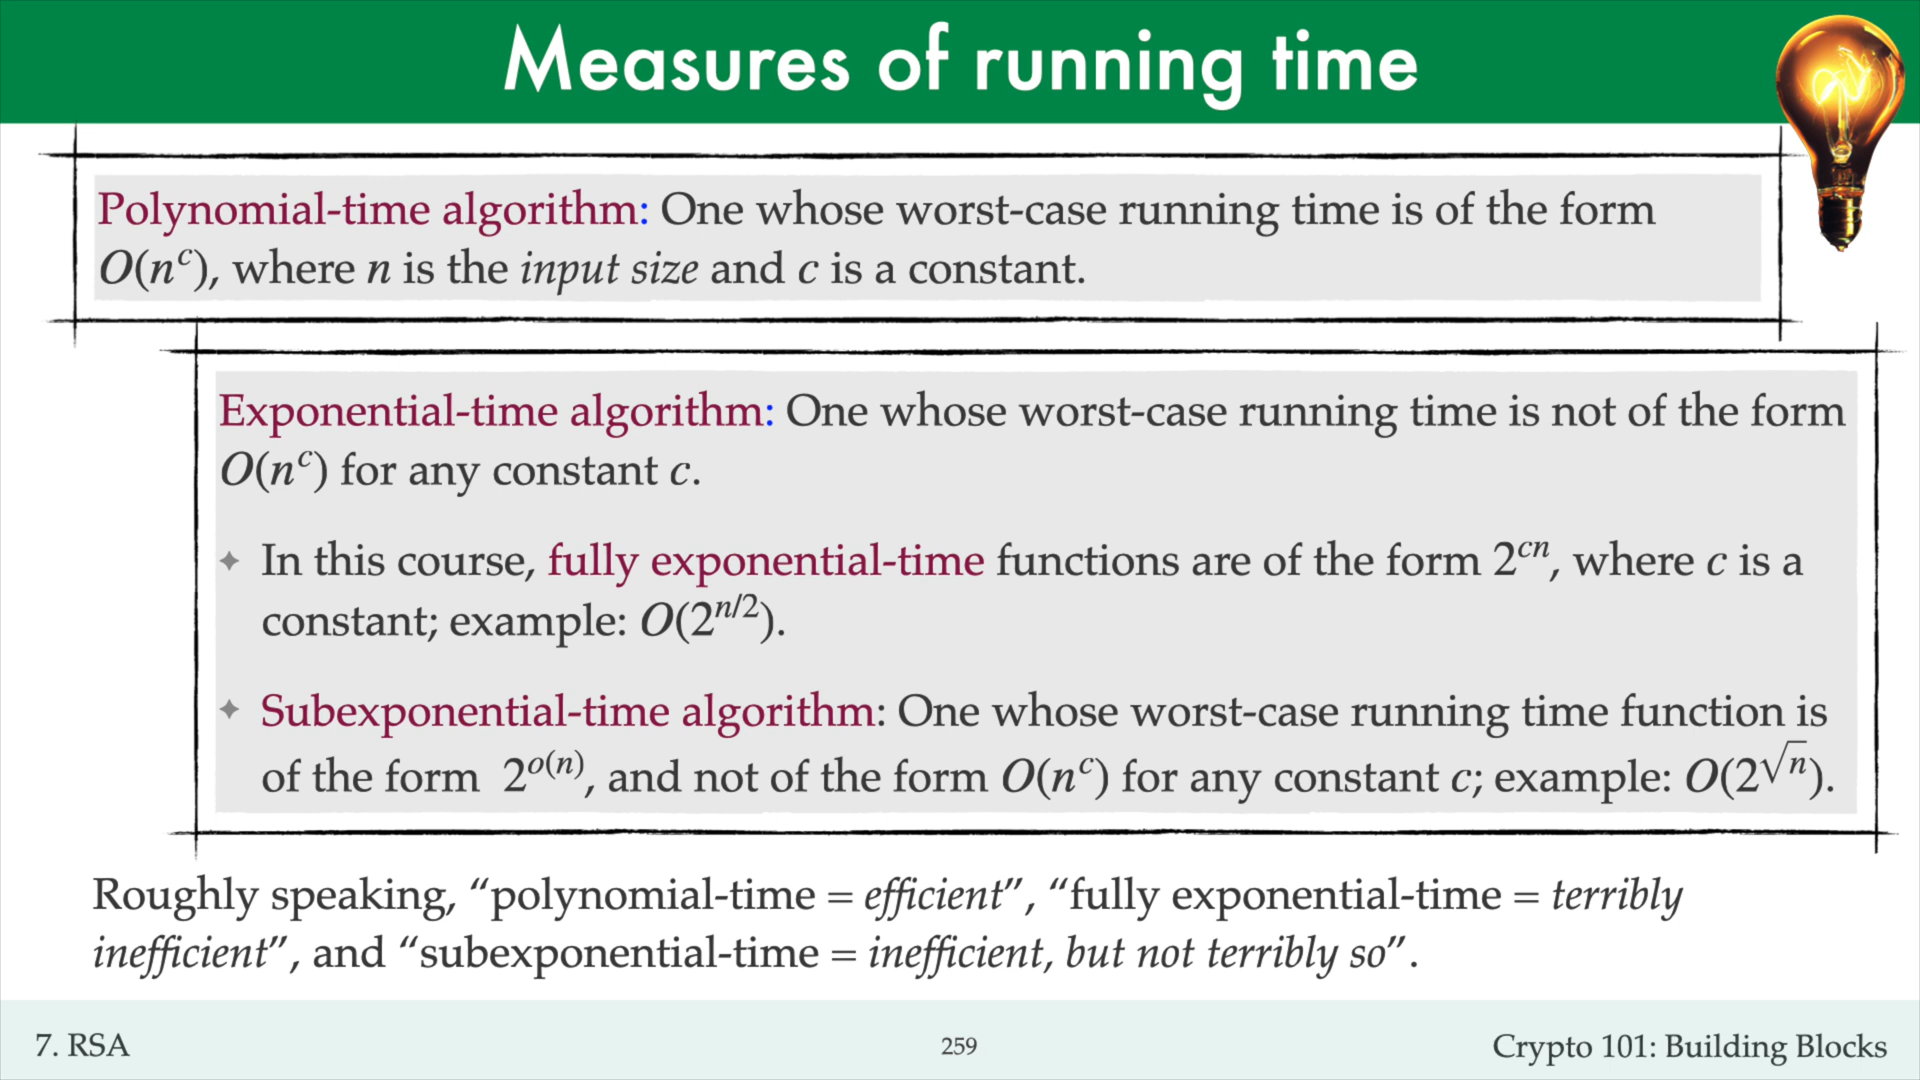 Measures of running time
Polynomial-time algorithm: One whose worst-case running time is of the form
O(nᶜ), where n is the input size and c is a constant.
Exponential-time algorithm: One whose worst-case running time is not of the form
O(nᶜ) for any constant c.
✦ In this course, fully exponential-time functions are of the form 2ᶜⁿ, where c is a
constant; example: O(2^{n/2}).
✦ Subexponential-time algorithm: One whose worst-case running time function is
of the form 2^{o(n)}, and not of the form O(nᶜ) for any constant c; example: O(2^{√n}).
Roughly speaking, “polynomial-time = efficient”, “fully exponential-time = terribly
inefficient”, and “subexponential-time = inefficient, but not terribly so”.
7. RSA
259
Crypto 101: Building Blocks